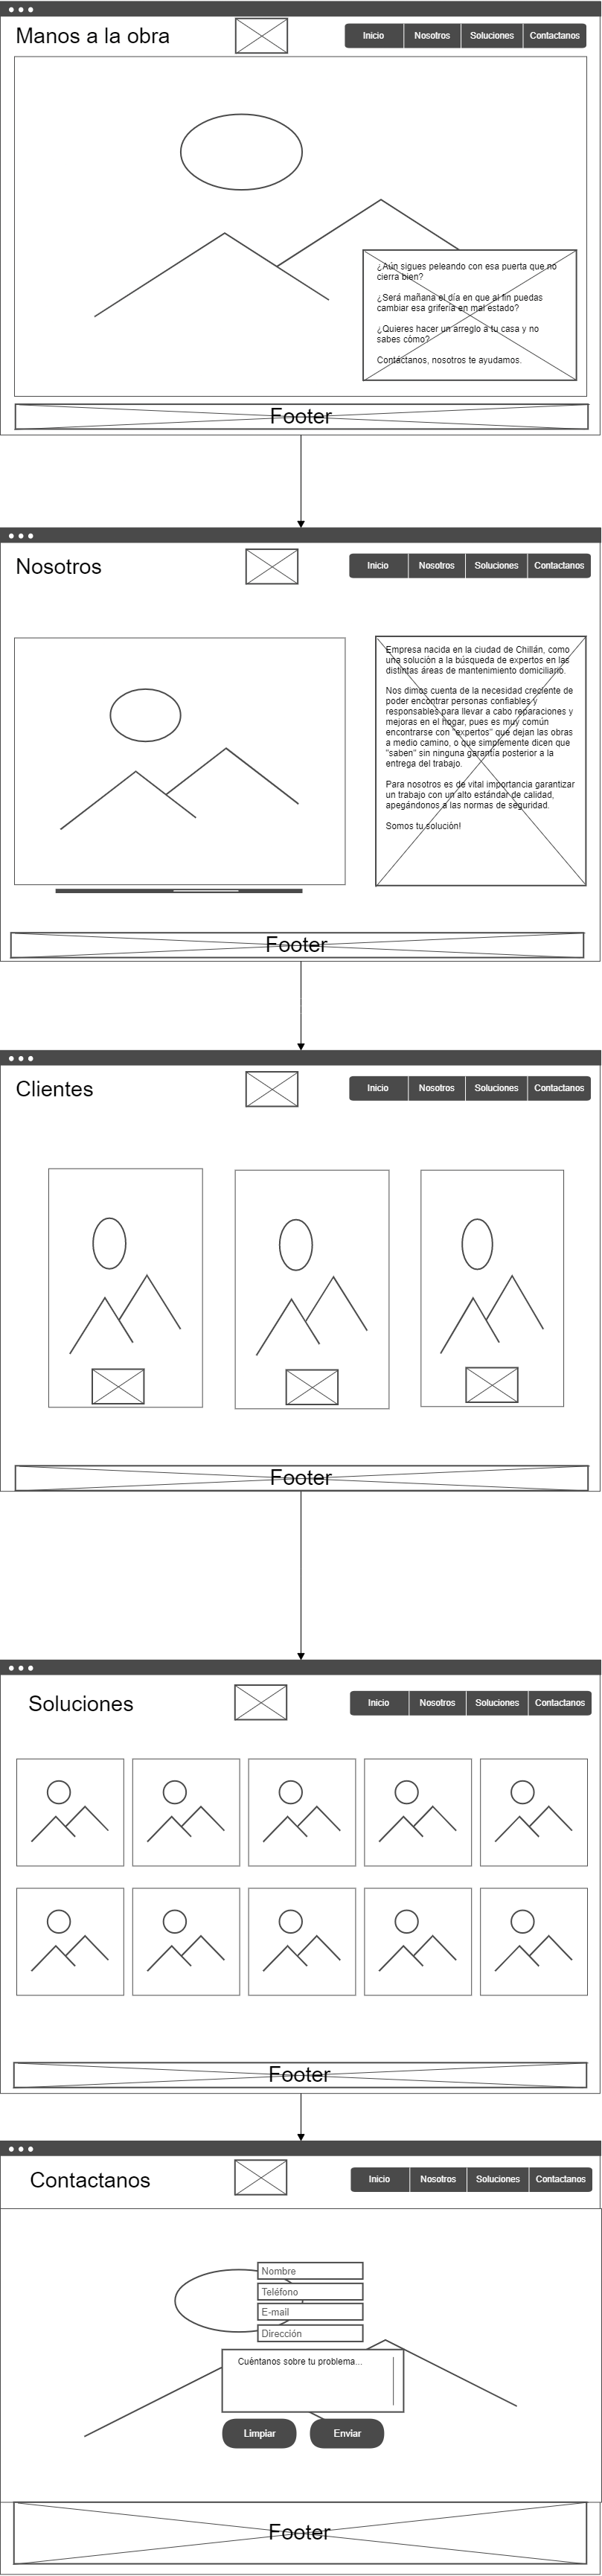 Manos a la obra
Inicio Nosotros Soluciones Contactanos
¿Aún sigues peleando con esa puerta que no
cierra bien?
¿Será mañana el día en que al fin puedas
cambiar esa grifería en mal estado?
¿Quieres hacer un arreglo a tu casa y no
sabes cómo?
Contáctanos, nosotros te ayudamos.
Footer
Nosotros
Inicio Nosotros Soluciones Contactanos
Empresa nacida en la ciudad de Chillán, como
una solución a la búsqueda de expertos en las
distintas áreas de mantenimiento domiciliario.
Nos dimos cuenta de la necesidad creciente de
poder encontrar personas confiables y
responsables para llevar a cabo reparaciones y
mejoras en el hogar, pues es muy común
encontrarse con "expertos" que dejan las obras
a medio camino, o que simplemente dicen que
"saben" sin ninguna garantía posterior a la
entrega del trabajo.
Para nosotros es de vital importancia garantizar
un trabajo con un alto estándar de calidad,
apegándonos a las normas de seguridad.
Somos tu solución!
Footer
Clientes
Inicio Nosotros Soluciones Contactanos
Footer
Soluciones
Inicio Nosotros Soluciones Contactanos
Footer
Contactanos
Inicio Nosotros Soluciones Contactanos
Nombre
Teléfono
E-mail
Dirección
Cuéntanos sobre tu problema...
Limpiar Enviar
Footer